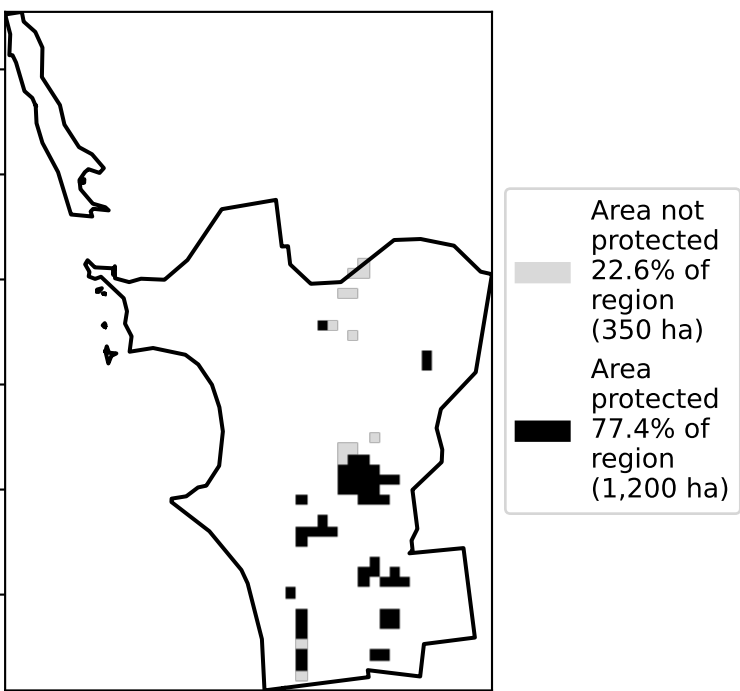 Area not
protected
22.6% of
region
(350 ha)
Area
protected
77.4% of
region
(1,200 ha)